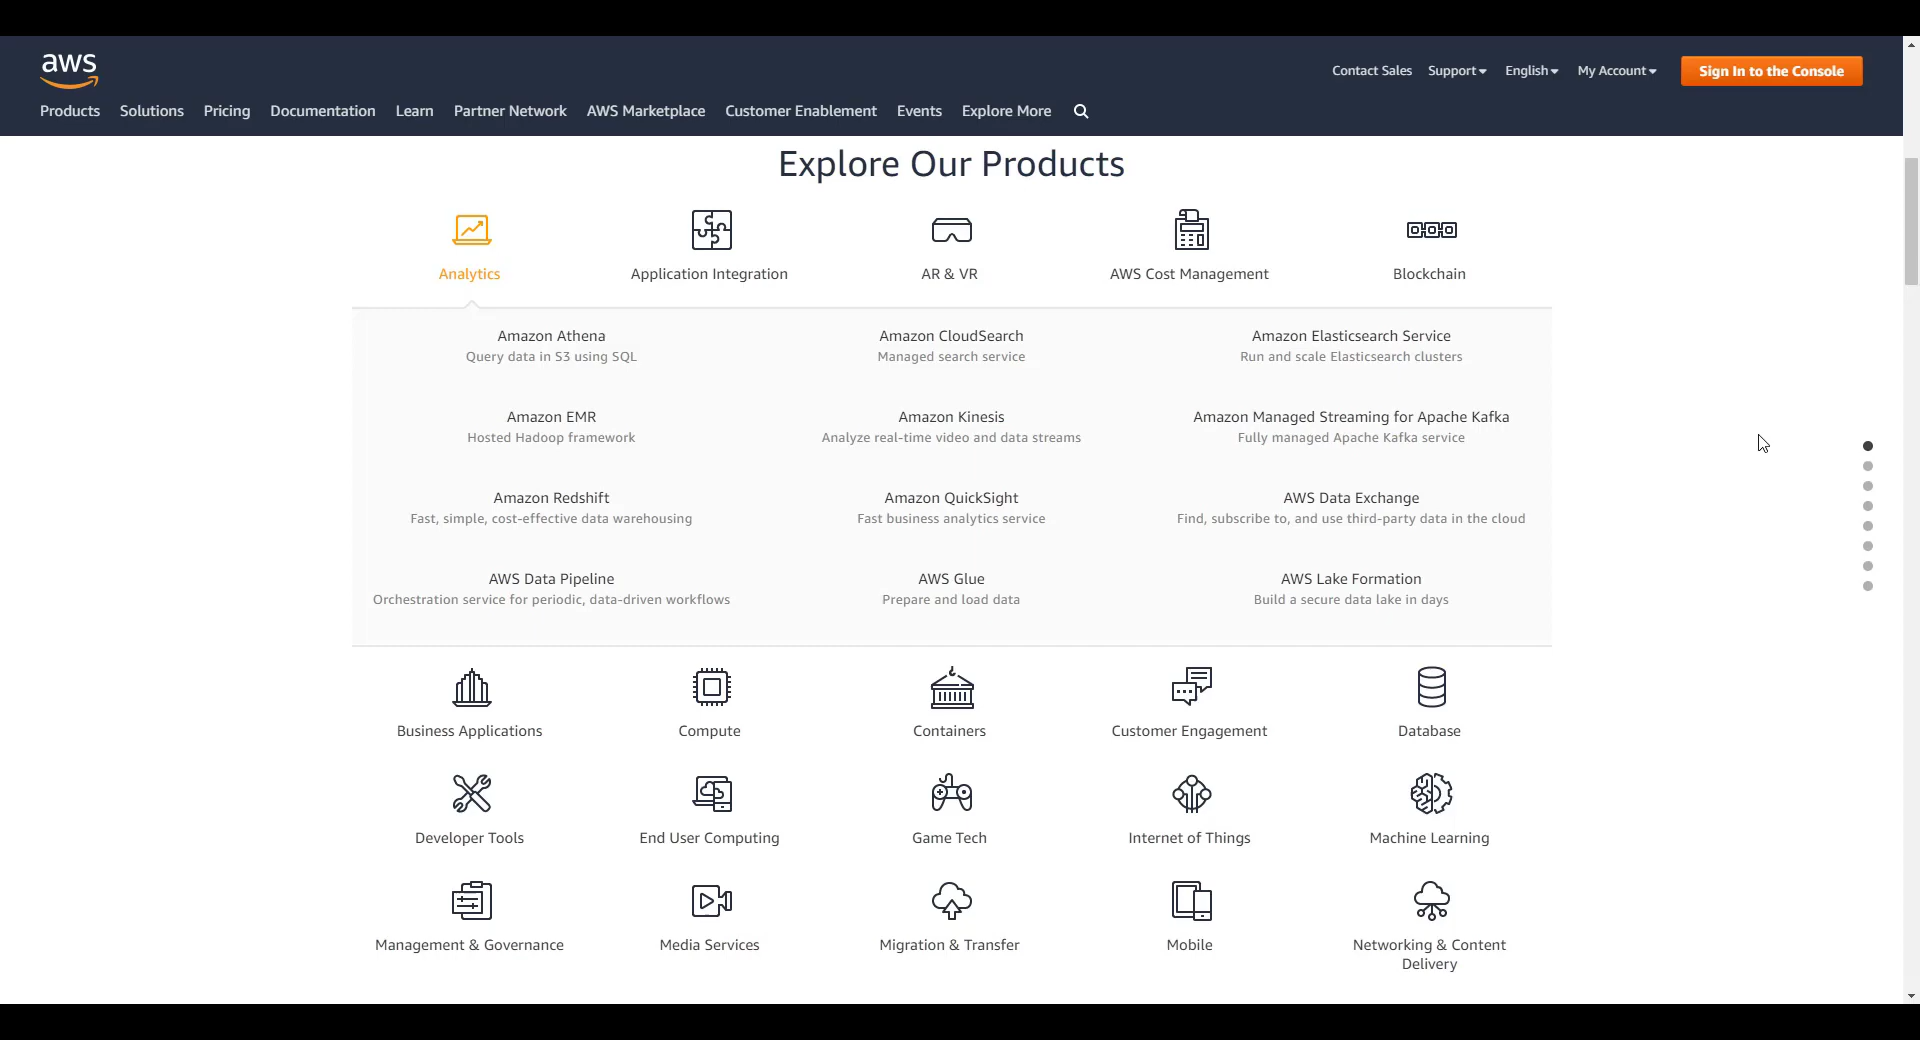 aws
Contact Sales Support English My Account Sign In to the Console
Products Solutions Pricing Documentation Learn Partner Network AWS Marketplace Customer Enablement Events Explore More
Explore Our Products
Analytics Application Integration AR & VR AWS Cost Management Blockchain
Amazon Athena Amazon CloudSearch Amazon Elasticsearch Service
Query data in S3 using SQL Managed search service Run and scale Elasticsearch clusters
Amazon EMR Amazon Kinesis Amazon Managed Streaming for Apache Kafka
Hosted Hadoop framework Analyze real-time video and data streams Fully managed Apache Kafka service
Amazon Redshift Amazon QuickSight AWS Data Exchange
Fast, simple, cost-effective data warehousing Fast business analytics service Find, subscribe to, and use third-party data in the cloud
AWS Data Pipeline AWS Glue AWS Lake Formation
Orchestration service for periodic, data-driven workflows Prepare and load data Build a secure data lake in days
Business Applications Compute Containers Customer Engagement Database
Developer Tools End User Computing Game Tech Internet of Things Machine Learning
Management & Governance Media Services Migration & Transfer Mobile Networking & Content
Delivery